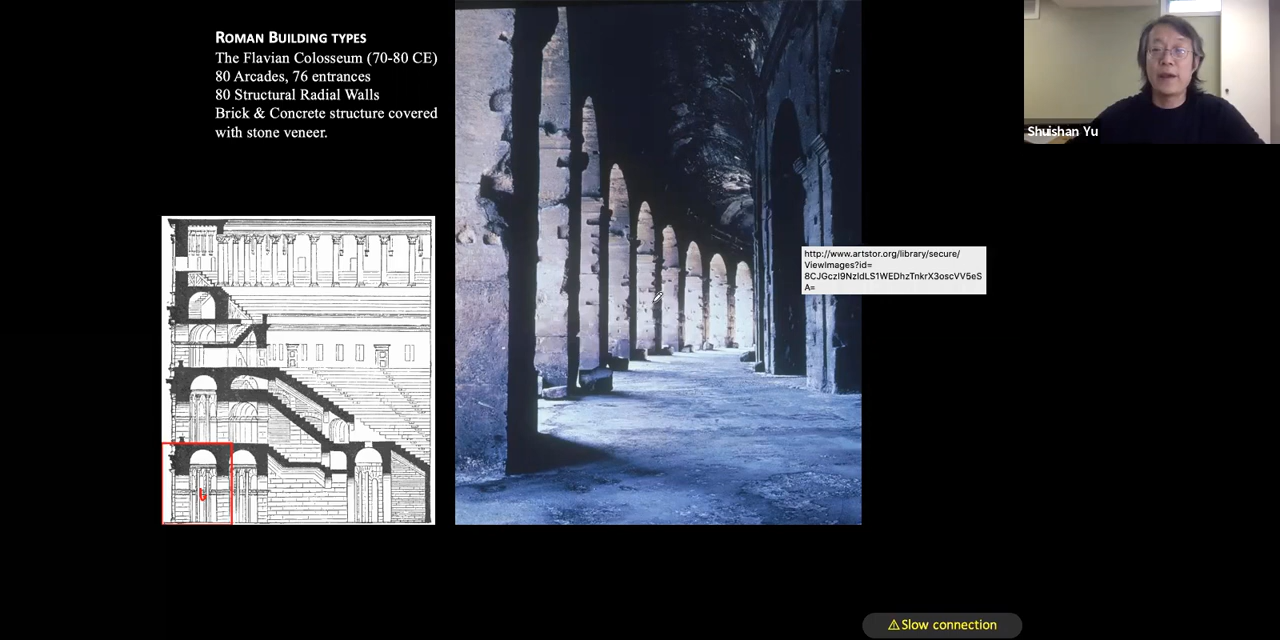 ROMAN BUILDING TYPES
The Flavian Colosseum (70-80 CE)
80 Arcades, 76 entrances
80 Structural Radial Walls
Brick & Concrete structure covered
with stone veneer.
Shuishan Yu
http://www.artstor.org/library/secure/
ViewImages?id=
8CJGczI9NzldLS1WEDhzTnkrX3oscVV5eS
A=
⚠Slow connection